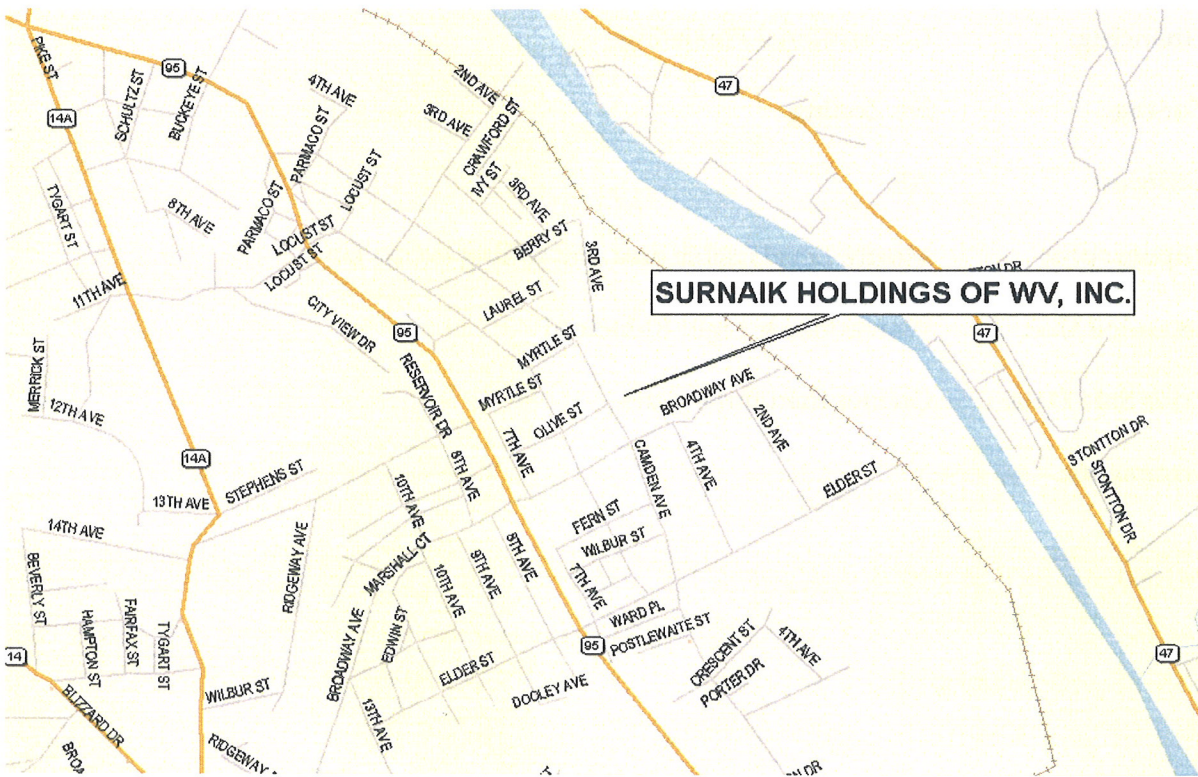 PIKE ST
95
47
14A
SCHULTZ ST
BUCKEYE ST
4TH AVE
2ND AVE
3RD AVE
CRAWFORD ST
PARMACO ST
LOCUST ST
IVY ST
3RD AVE
TYGART ST
8TH AVE
PARMACO ST
LOCUST ST
LOCUST ST
BERRY ST
3RD AVE
11TH AVE
CITY VIEW DR
LAUREL ST
SURNAIK HOLDINGS OF WV, INC.
95
47
MERRICK ST
RESERVOIR DR
MYRTLE ST
MYRTLE ST
12TH AVE
OLIVE ST
BROADWAY AVE
2ND AVE
7TH AVE
CAMDEN AVE
4TH AVE
STONTTON DR
STONTTON DR
14A
STEPHENS ST
8TH AVE
ELDER ST
13TH AVE
10TH AVE
14TH AVE
FERN ST
WILBUR ST
RIDGEWAY AVE
MARSHALL CT
8TH AVE
9TH AVE
10TH AVE
7TH AVE
BEVERLY ST
HAMPTON ST
FAIRFAX ST
TYGART ST
BROADWAY AVE
EDWIN ST
WARD PL
POSTLEWAITE ST
95
CRESCENT ST
4TH AVE
47
14
ELDER ST
PORTER DR
WILBUR ST
DOOLEY AVE
BLIZZARD DR
13TH AVE
RIDGEWAY